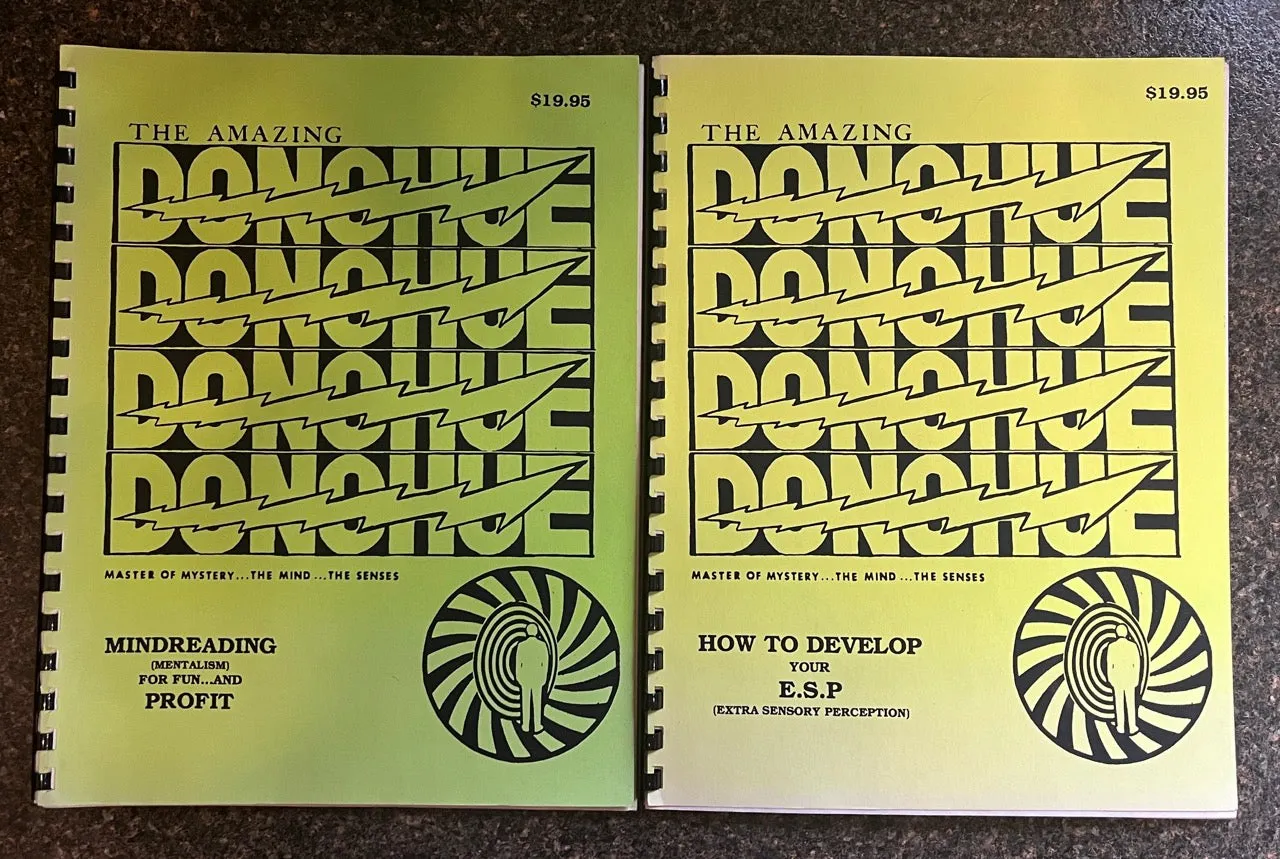 $19.95
THE AMAZING
DONOHUE
DONOHUE
DONOHUE
DONOHUE
MASTER OF MYSTERY...THE MIND...THE SENSES
MINDREADING
(MENTALISM)
FOR FUN...AND
PROFIT
$19.95
THE AMAZING
DONOHUE
DONOHUE
DONOHUE
DONOHUE
MASTER OF MYSTERY...THE MIND...THE SENSES
HOW TO DEVELOP
YOUR
E.S.P
(EXTRA SENSORY PERCEPTION)